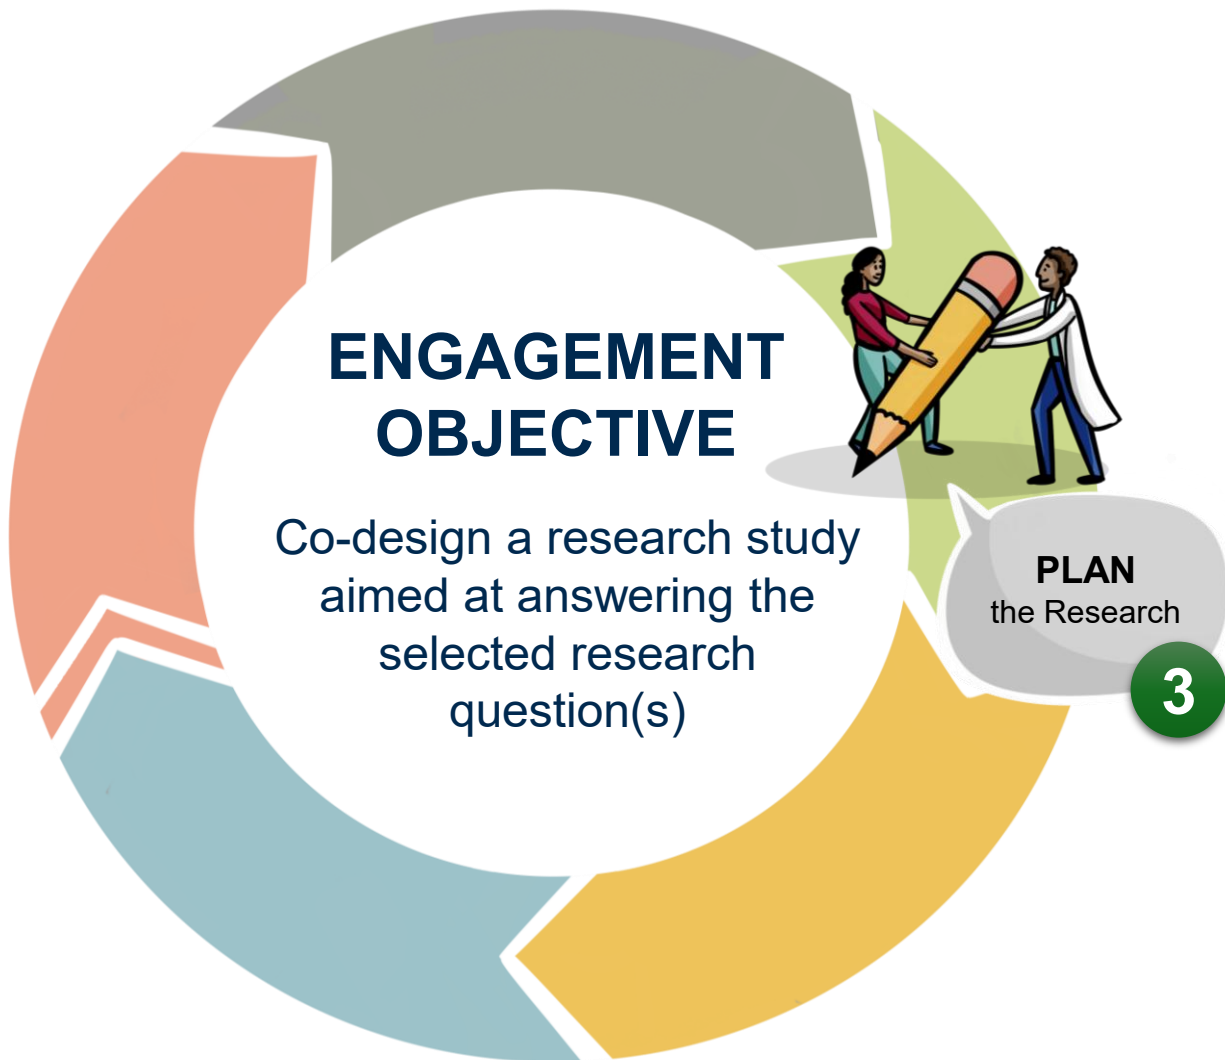 ENGAGEMENT
OBJECTIVE
Co-design a research study
aimed at answering the
selected research
question(s)
PLAN
the Research
3